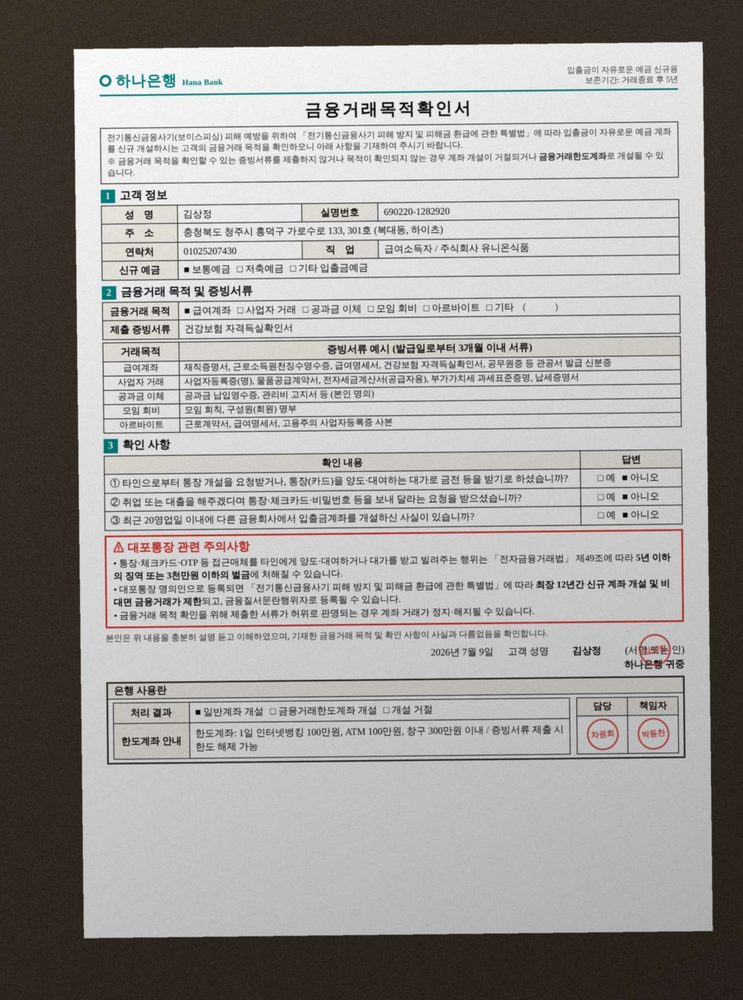 하나은행 Hana Bank
입출금이 자유로운 예금 신규용
보존기간: 거래종료 후 5년
금융거래목적확인서
전기통신금융사기(보이스피싱) 피해 예방을 위하여 「전기통신금융사기 피해 방지 및 피해금 환급에 관한 특별법」에 따라 입출금이 자유로운 예금 계좌
를 신규 개설하시는 고객의 금융거래 목적을 확인하오니 아래 사항을 기재하여 주시기 바랍니다.
※ 금융거래 목적을 확인할 수 있는 증빙서류를 제출하지 않거나 목적이 확인되지 않는 경우 계좌 개설이 거절되거나 금융거래한도계좌로 개설될 수 있
습니다.
1 고객 정보
성 명 김상정 실명번호 690220-1282920
주 소 충청북도 청주시 흥덕구 가로수로 133, 301호 (복대동, 하이츠)
연락처 01025207430 직 업 급여소득자 / 주식회사 유니온식품
신규 예금 ■ 보통예금 □ 저축예금 □ 기타 입출금예금
2 금융거래 목적 및 증빙서류
금융거래 목적 ■ 급여계좌 □ 사업자 거래 □ 공과금 이체 □ 모임 회비 □ 아르바이트 □ 기타 ( )
제출 증빙서류 건강보험 자격득실확인서
거래목적 증빙서류 예시 (발급일로부터 3개월 이내 서류)
급여계좌 재직증명서, 근로소득원천징수영수증, 급여명세서, 건강보험 자격득실확인서, 공무원증 등 관공서 발급 신분증
사업자 거래 사업자등록증(명), 물품공급계약서, 전자세금계산서(공급자용), 부가가치세 과세표준증명, 납세증명서
공과금 이체 공과금 납입영수증, 관리비 고지서 등 (본인 명의)
모임 회비 모임 회칙, 구성원(회원) 명부
아르바이트 근로계약서, 급여명세서, 고용주의 사업자등록증 사본
3 확인 사항
확인 내용 답변
① 타인으로부터 통장 개설을 요청받거나, 통장(카드)을 양도·대여하는 대가로 금전 등을 받기로 하셨습니까? □ 예 ■ 아니오
② 취업 또는 대출을 해주겠다며 통장·체크카드·비밀번호 등을 보내 달라는 요청을 받으셨습니까? □ 예 ■ 아니오
③ 최근 20영업일 이내에 다른 금융회사에서 입출금계좌를 개설하신 사실이 있습니까? □ 예 ■ 아니오
⚠ 대포통장 관련 주의사항
• 통장·체크카드·OTP 등 접근매체를 타인에게 양도·대여하거나 대가를 받고 빌려주는 행위는 「전자금융거래법」 제49조에 따라 5년 이하
의 징역 또는 3천만원 이하의 벌금에 처해질 수 있습니다.
• 대포통장 명의인으로 등록되면 「전기통신금융사기 피해 방지 및 피해금 환급에 관한 특별법」에 따라 최장 12년간 신규 계좌 개설 및 비
대면 금융거래가 제한되고, 금융질서문란행위자로 등록될 수 있습니다.
• 금융거래 목적 확인을 위해 제출한 서류가 허위로 판명되는 경우 계좌 거래가 정지·해지될 수 있습니다.
본인은 위 내용을 충분히 설명 듣고 이해하였으며, 기재한 금융거래 목적 및 확인 사항이 사실과 다름없음을 확인합니다.
2026년 7월 9일 고객 성명 김상정 (서명 또는 인)
하나은행 귀중
은행 사용란
처리 결과 ■ 일반계좌 개설 □ 금융거래한도계좌 개설 □ 개설 거절
한도계좌 안내 한도계좌: 1일 인터넷뱅킹 100만원, ATM 100만원, 창구 300만원 이내 / 증빙서류 제출 시
한도 해제 가능
담당 책임자
차원희 박동찬